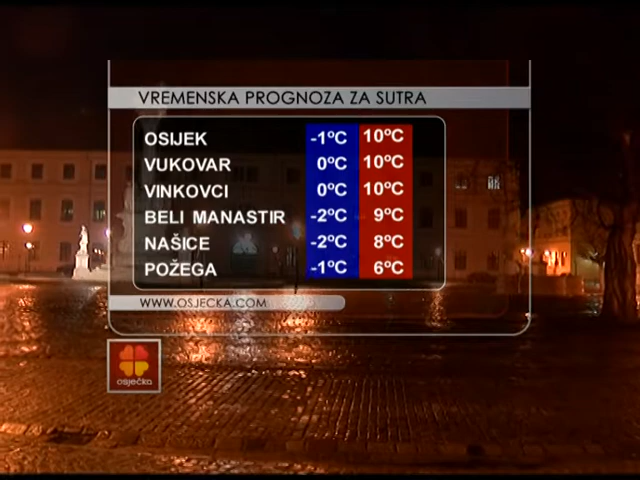 VREMENSKA PROGNOZA ZA SUTRA
OSIJEK -1ºC 10ºC
VUKOVAR 0ºC 10ºC
VINKOVCI 0ºC 10ºC
BELI MANASTIR -2ºC 9ºC
NAŠICE -2ºC 8ºC
POŽEGA -1ºC 6ºC
WWW.OSJECKA.COM
osječka